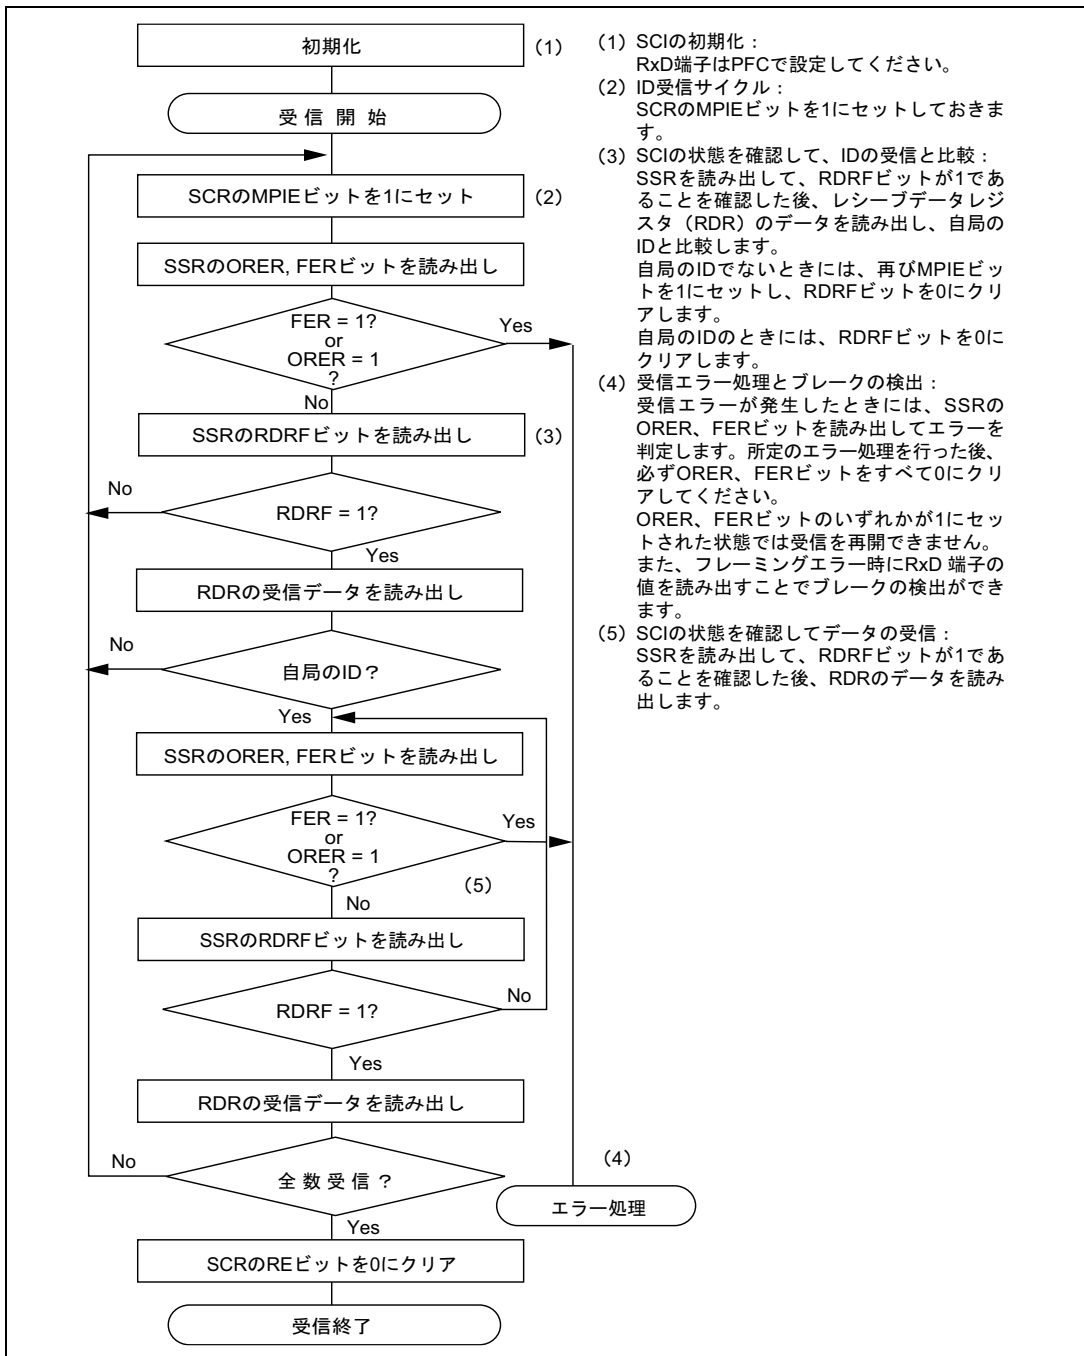 初期化
(1)
受 信 開 始
SCRのMPIEビットを1にセット
(2)
SSRのORER, FERビットを読み出し
FER = 1?
or
ORER = 1
?
Yes
No
SSRのRDRFビットを読み出し
(3)
RDRF = 1?
No
Yes
RDRの受信データを読み出し
自局のID？
No
Yes
SSRのORER, FERビットを読み出し
FER = 1?
or
ORER = 1
?
Yes
(5)
No
SSRのRDRFビットを読み出し
RDRF = 1?
No
Yes
RDRの受信データを読み出し
全 数 受 信 ？
No
Yes
(4)
エラー処理
SCRのREビットを0にクリア
受信終了
(1) SCIの初期化：
RxD端子はPFCで設定してください。
(2) ID受信サイクル：
SCRのMPIEビットを1にセットしておきま
す。
(3) SCIの状態を確認して、IDの受信と比較：
SSRを読み出して、RDRFビットが1であ
ることを確認した後、レシーブデータレジ
スタ（RDR）のデータを読み出し、自局の
IDと比較します。
自局のIDでないときには、再びMPIEビッ
トを1にセットし、RDRFビットを0にクリ
アします。
自局のIDのときには、RDRFビットを0に
クリアします。
(4) 受信エラー処理とブレークの検出：
受信エラーが発生したときには、SSRの
ORER、FERビットを読み出してエラーを
判定します。所定のエラー処理を行った後、
必ずORER、FERビットをすべて0にクリ
アしてください。
ORER、FERビットのいずれかが1にセッ
トされた状態では受信を再開できません。
また、フレーミングエラー時にRxD 端子の
値を読み出すことでブレークの検出ができ
ます。
(5) SCIの状態を確認してデータの受信：
SSRを読み出して、RDRFビットが1であ
ることを確認した後、RDRのデータを読み
出します。